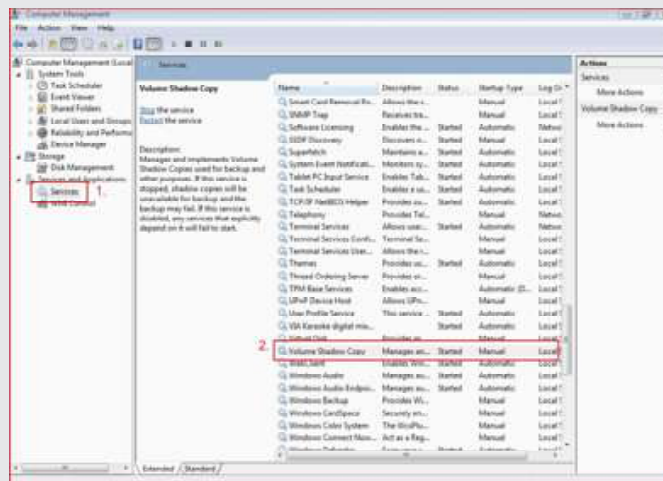 Computer Management
File Action View Help
Computer Management (Local
System Tools
Task Scheduler
Event Viewer
Shared Folders
Local Users and Groups
Reliability and Performa
Device Manager
Storage
Disk Management
Services and Applications
Services
1.
WMI Control
Services
Volume Shadow Copy
Stop the service
Restart the service
Description:
Manages and implements Volume
Shadow Copies used for backup and
other purposes. If this service is
stopped, shadow copies will be
unavailable for backup and the
backup may fail. If this service is
disabled, any services that explicitly
depend on it will fail to start.
Name Description Status Startup Type Log On
Smart Card Removal Po... Allows the s... Manual Local S
SNMP Trap Receives tra... Manual Local S
Software Licensing Enables the ... Started Automatic Netwo
SSDP Discovery Discovers n... Started Manual Local S
Superfetch Maintains a... Started Automatic Local S
System Event Notificati... Monitors sy... Started Automatic Local S
Tablet PC Input Service Enables Tab... Started Automatic Local S
Task Scheduler Enables a us... Started Automatic Local S
TCP/IP NetBIOS Helper Provides su... Started Automatic Local S
Telephony Provides Tel... Manual Netwo
Terminal Services Allows user... Started Automatic Netwo
Terminal Services Confi... Terminal Se... Manual Local S
Terminal Services User... Allows the r... Manual Local S
Themes Provides us... Started Automatic Local S
Thread Ordering Server Provides or... Manual Local S
TPM Base Services Enables acc... Automatic (D... Local S
UPnP Device Host Allows UPn... Manual Local S
User Profile Service This service ... Started Automatic Local S
VIA Karaoke digital mix... Started Automatic Local S
Virtual Disk Provides m... Manual Local S
2.
Volume Shadow Copy Manages an... Started Manual Local S
Enables Win... Started Automatic Local S
Windows Audio Manages au... Started Automatic Local S
Windows Audio Endpoi... Manages au... Started Automatic Local S
Windows Backup Provides Wi... Manual Local S
Windows CardSpace Securely en... Manual Local S
Windows Color System The WcsPlu... Manual Local S
Windows Connect Now... Act as a Reg... Manual Local S
Windows Defender Started Automatic Local S
Extended Standard
Actions
Services
More Actions
Volume Shadow Copy
More Actions